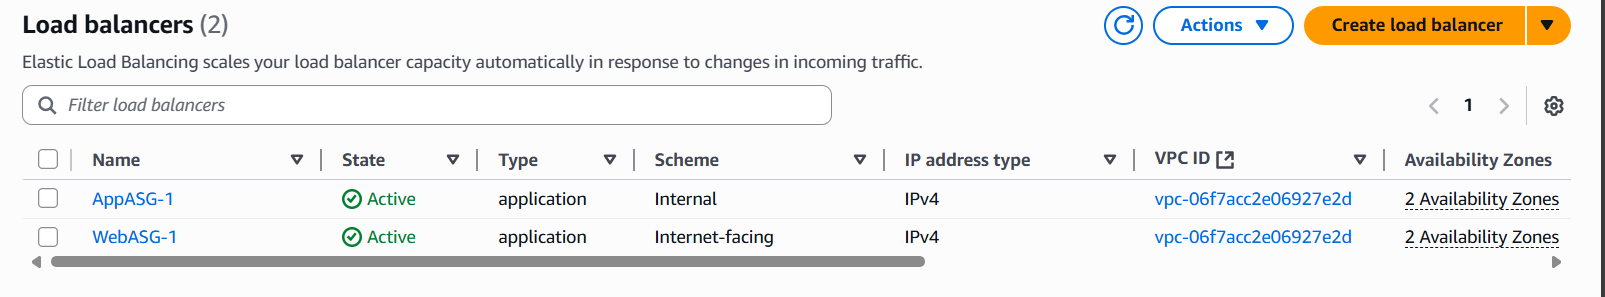 Load balancers (2)
Actions
Create load balancer
Elastic Load Balancing scales your load balancer capacity automatically in response to changes in incoming traffic.
Filter load balancers
1
Name State Type Scheme IP address type VPC ID Availability Zones
AppASG-1 Active application Internal IPv4 vpc-06f7acc2e06927e2d 2 Availability Zones
WebASG-1 Active application Internet-facing IPv4 vpc-06f7acc2e06927e2d 2 Availability Zones